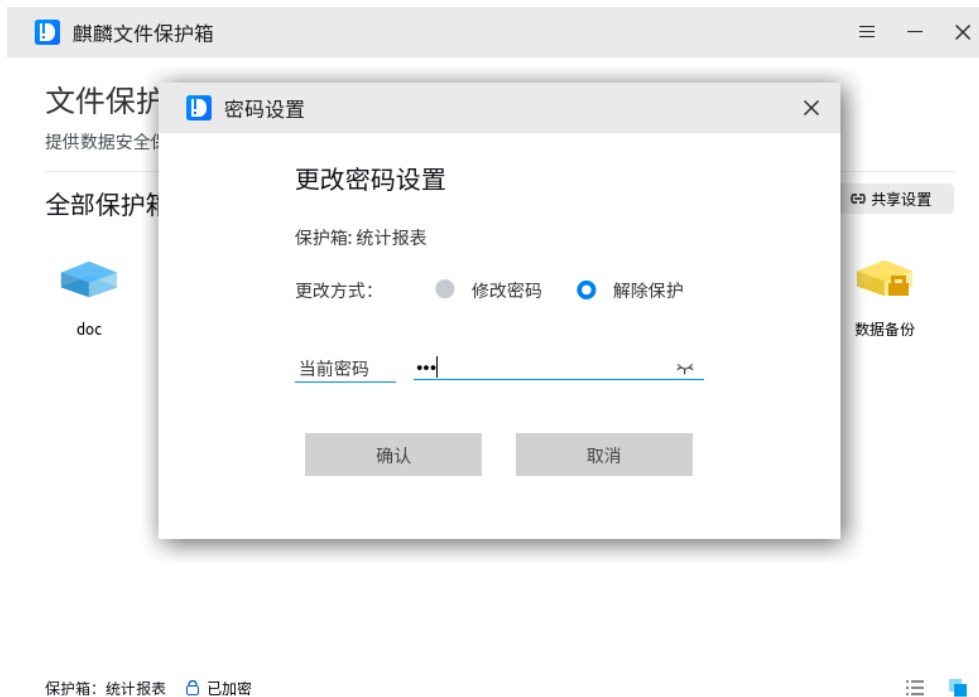 麒麟文件保护箱
文件保护
密码设置
提供数据安全
更改密码设置
全部保护
共享设置
保护箱: 统计报表
更改方式：
修改密码
解除保护
doc
数据备份
当前密码
•••
确认
取消
保护箱：统计报表
已加密